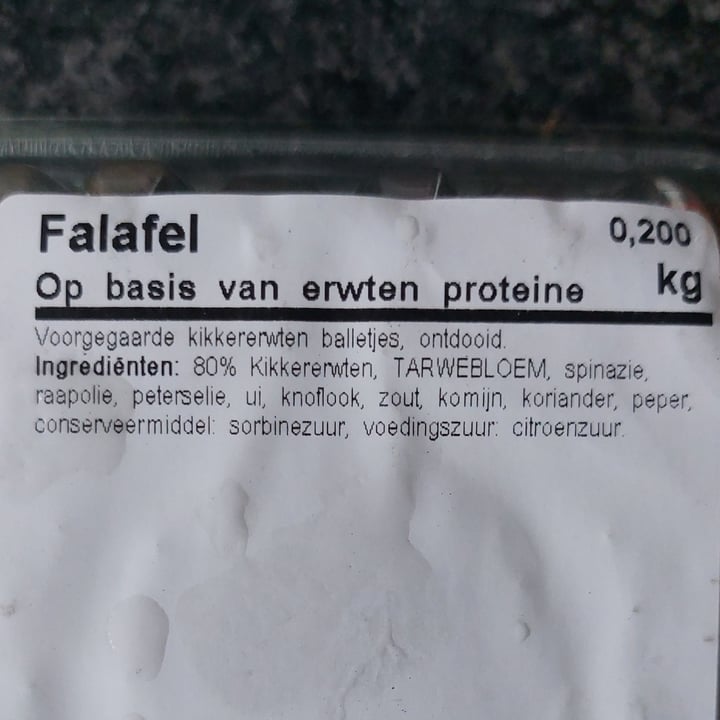 Falafel 0,200
Op basis van erwten proteine kg
Voorgegaarde kikkererwten balletjes, ontdooid.
Ingrediënten: 80% Kikkererwten, TARWEBLOEM, spinazie,
raapolie, peterselie, ui, knoflook, zout, komijn, koriander, peper,
conserveermiddel: sorbinezuur, voedingszuur: citroenzuur.